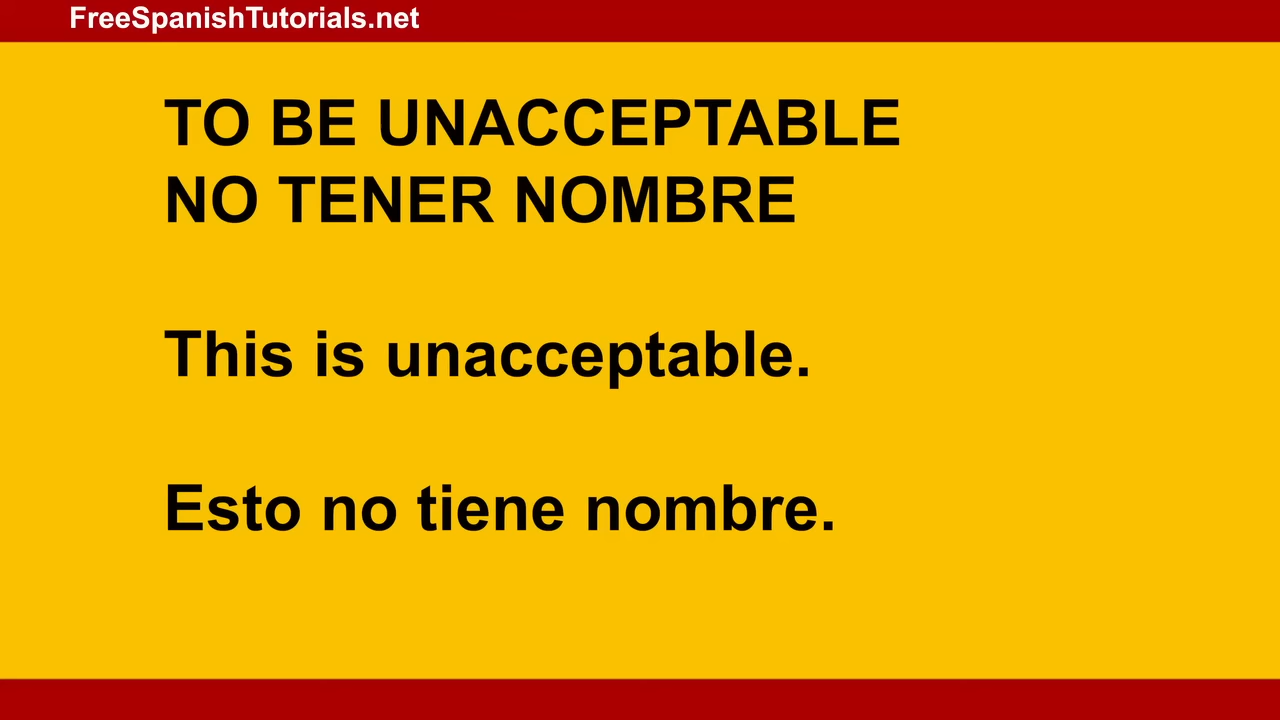 FreeSpanishTutorials.net
TO BE UNACCEPTABLE
NO TENER NOMBRE
This is unacceptable.
Esto no tiene nombre.